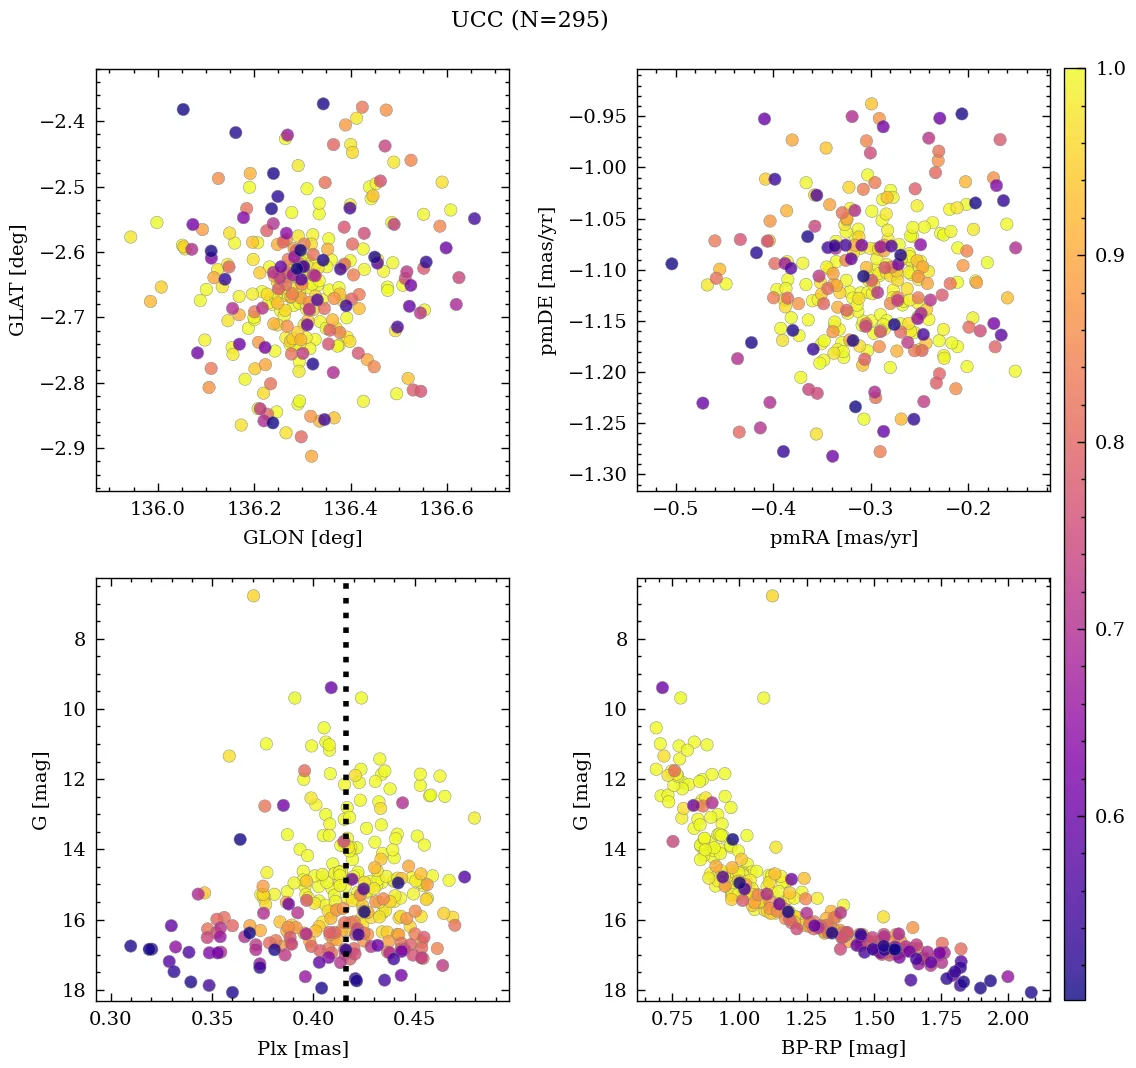 UCC (N=295)
−2.4
−2.5
−2.6
−2.7
−2.8
−2.9
GLAT [deg]
136.0 136.2 136.4 136.6
GLON [deg]
−0.95
−1.00
−1.05
−1.10
−1.15
−1.20
−1.25
−1.30
pmDE [mas/yr]
−0.5 −0.4 −0.3 −0.2
pmRA [mas/yr]
1.0
0.9
0.8
0.7
0.6
8
10
12
14
16
18
G [mag]
0.30 0.35 0.40 0.45
Plx [mas]
8
10
12
14
16
18
G [mag]
0.75 1.00 1.25 1.50 1.75 2.00
BP-RP [mag]